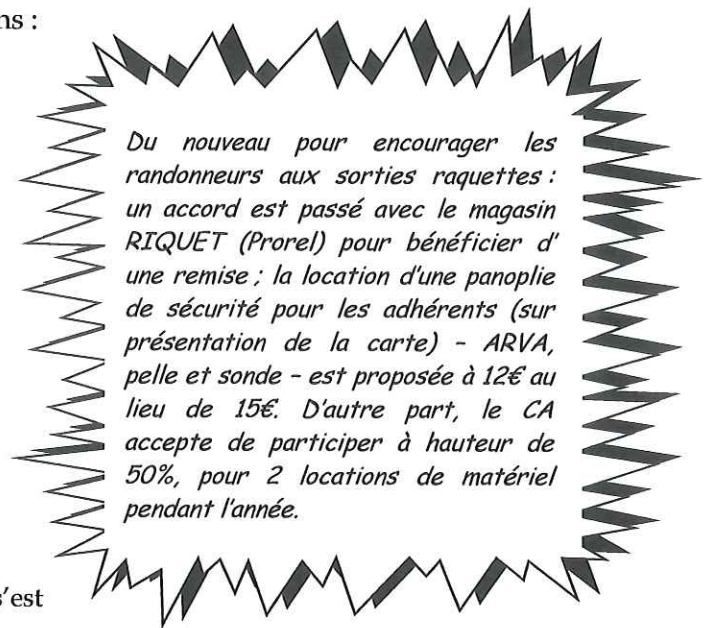 ns :
Du nouveau pour encourager les
randonneurs aux sorties raquettes :
un accord est passé avec le magasin
RIQUET (Prorel) pour bénéficier d'
une remise ; la location d'une panoplie
de sécurité pour les adhérents (sur
présentation de la carte) – ARVA,
pelle et sonde – est proposée à 12€ au
lieu de 15€. D'autre part, le CA
accepte de participer à hauteur de
50%, pour 2 locations de matériel
pendant l'année.
s'est